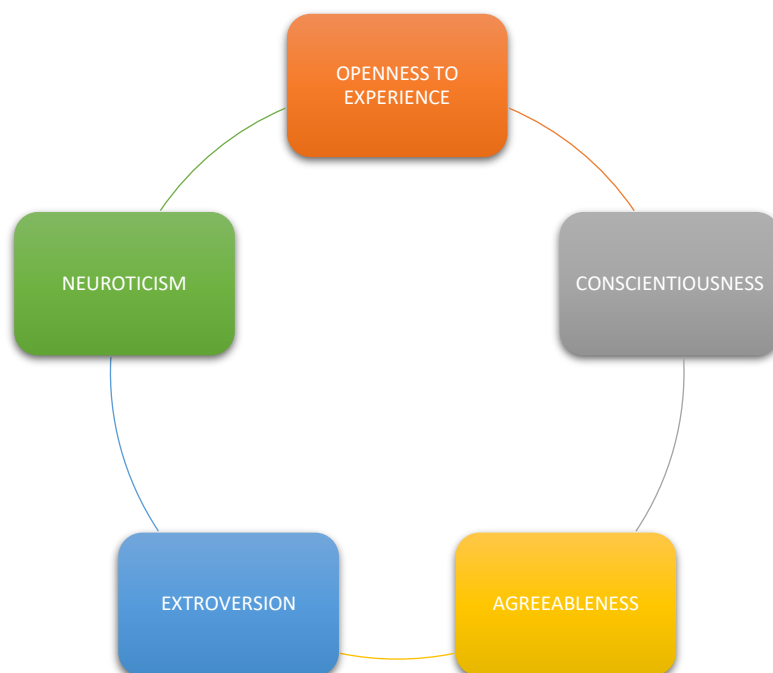 OPENNESS TO
EXPERIENCE
NEUROTICISM
CONSCIENTIOUSNESS
EXTROVERSION
AGREEABLENESS